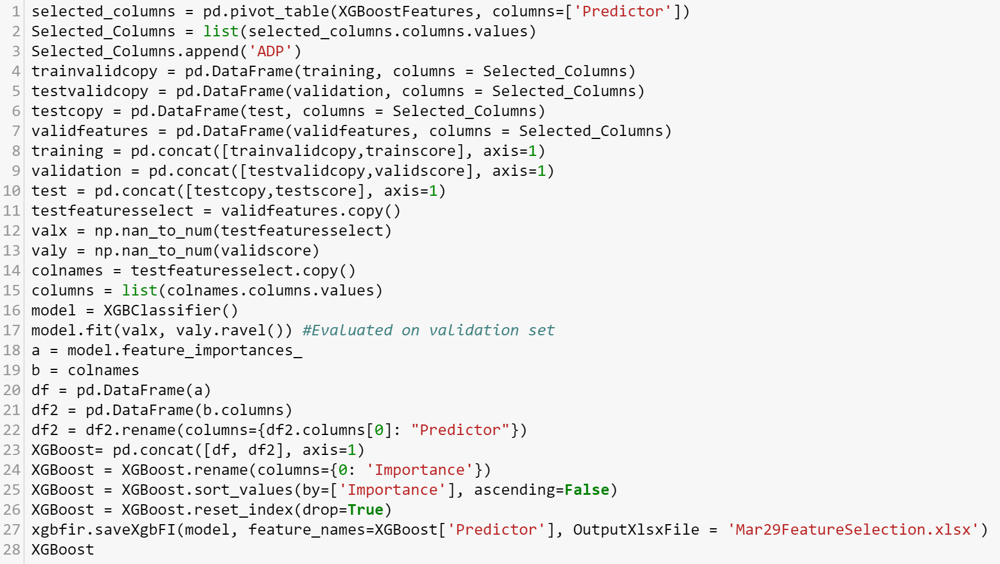 1 selected_columns = pd.pivot_table(XGBoostFeatures, columns=['Predictor'])
2 Selected_Columns = list(selected_columns.columns.values)
3 Selected_Columns.append('ADP')
4 trainvalidcopy = pd.DataFrame(training, columns = Selected_Columns)
5 testvalidcopy = pd.DataFrame(validation, columns = Selected_Columns)
6 testcopy = pd.DataFrame(test, columns = Selected_Columns)
7 validfeatures = pd.DataFrame(validfeatures, columns = Selected_Columns)
8 training = pd.concat([trainvalidcopy,trainscore], axis=1)
9 validation = pd.concat([testvalidcopy,validscore], axis=1)
10 test = pd.concat([testcopy,testscore], axis=1)
11 testfeaturesselect = validfeatures.copy()
12 valx = np.nan_to_num(testfeaturesselect)
13 valy = np.nan_to_num(validscore)
14 colnames = testfeaturesselect.copy()
15 columns = list(colnames.columns.values)
16 model = XGBClassifier()
17 model.fit(valx, valy.ravel()) #Evaluated on validation set
18 a = model.feature_importances_
19 b = colnames
20 df = pd.DataFrame(a)
21 df2 = pd.DataFrame(b.columns)
22 df2 = df2.rename(columns={df2.columns[0]: "Predictor"})
23 XGBoost= pd.concat([df, df2], axis=1)
24 XGBoost = XGBoost.rename(columns={0: 'Importance'})
25 XGBoost = XGBoost.sort_values(by=['Importance'], ascending=False)
26 XGBoost = XGBoost.reset_index(drop=True)
27 xgbfir.saveXgbFI(model, feature_names=XGBoost['Predictor'], OutputXlsxFile = 'Mar29FeatureSelection.xlsx')
28 XGBoost